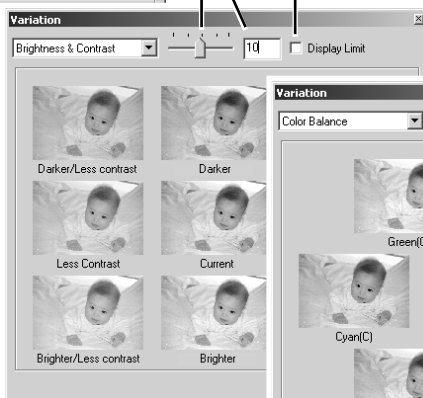 Variation
Brightness & Contrast
10
Display Limit
Darker/Less contrast
Darker
Less Contrast
Current
Brighter/Less contrast
Brighter
Variation
Color Balance
Green(
Cyan(C)